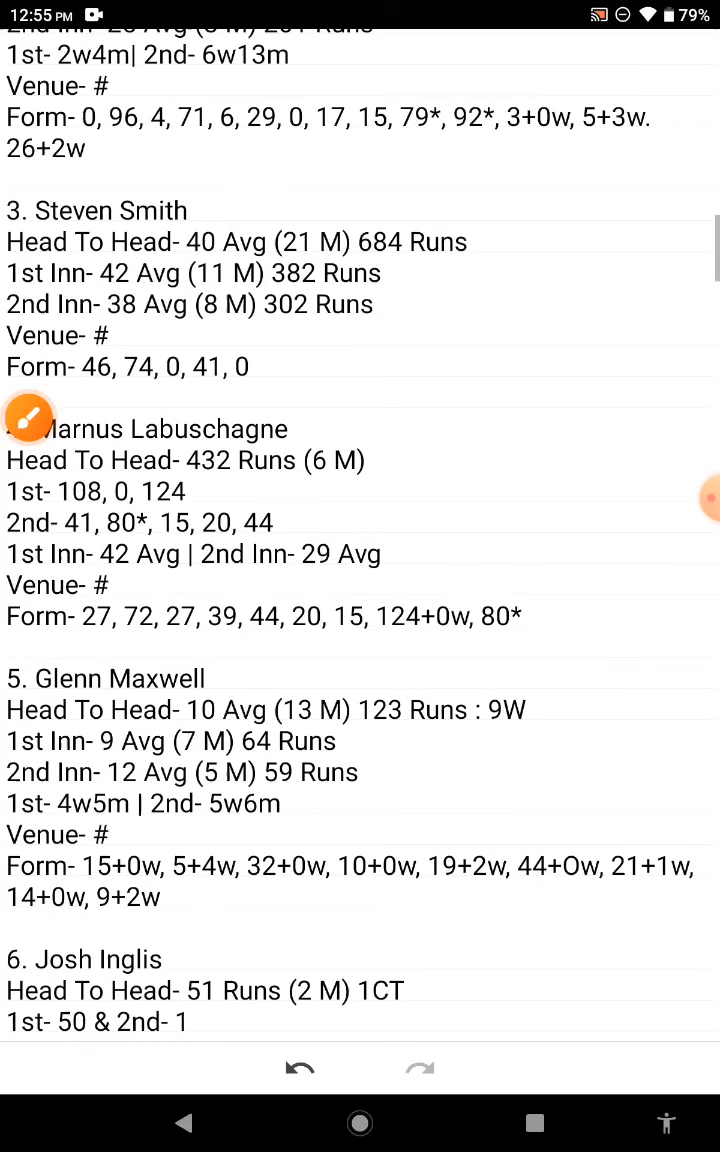 12:55 PM
79%
1st- 2w4m| 2nd- 6w13m
Venue- #
Form- 0, 96, 4, 71, 6, 29, 0, 17, 15, 79*, 92*, 3+0w, 5+3w.
26+2w
3. Steven Smith
Head To Head- 40 Avg (21 M) 684 Runs
1st Inn- 42 Avg (11 M) 382 Runs
2nd Inn- 38 Avg (8 M) 302 Runs
Venue- #
Form- 46, 74, 0, 41, 0
Marnus Labuschagne
Head To Head- 432 Runs (6 M)
1st- 108, 0, 124
2nd- 41, 80*, 15, 20, 44
1st Inn- 42 Avg | 2nd Inn- 29 Avg
Venue- #
Form- 27, 72, 27, 39, 44, 20, 15, 124+0w, 80*
5. Glenn Maxwell
Head To Head- 10 Avg (13 M) 123 Runs : 9W
1st Inn- 9 Avg (7 M) 64 Runs
2nd Inn- 12 Avg (5 M) 59 Runs
1st- 4w5m | 2nd- 5w6m
Venue- #
Form- 15+0w, 5+4w, 32+0w, 10+0w, 19+2w, 44+Ow, 21+1w,
14+0w, 9+2w
6. Josh Inglis
Head To Head- 51 Runs (2 M) 1CT
1st- 50 & 2nd- 1